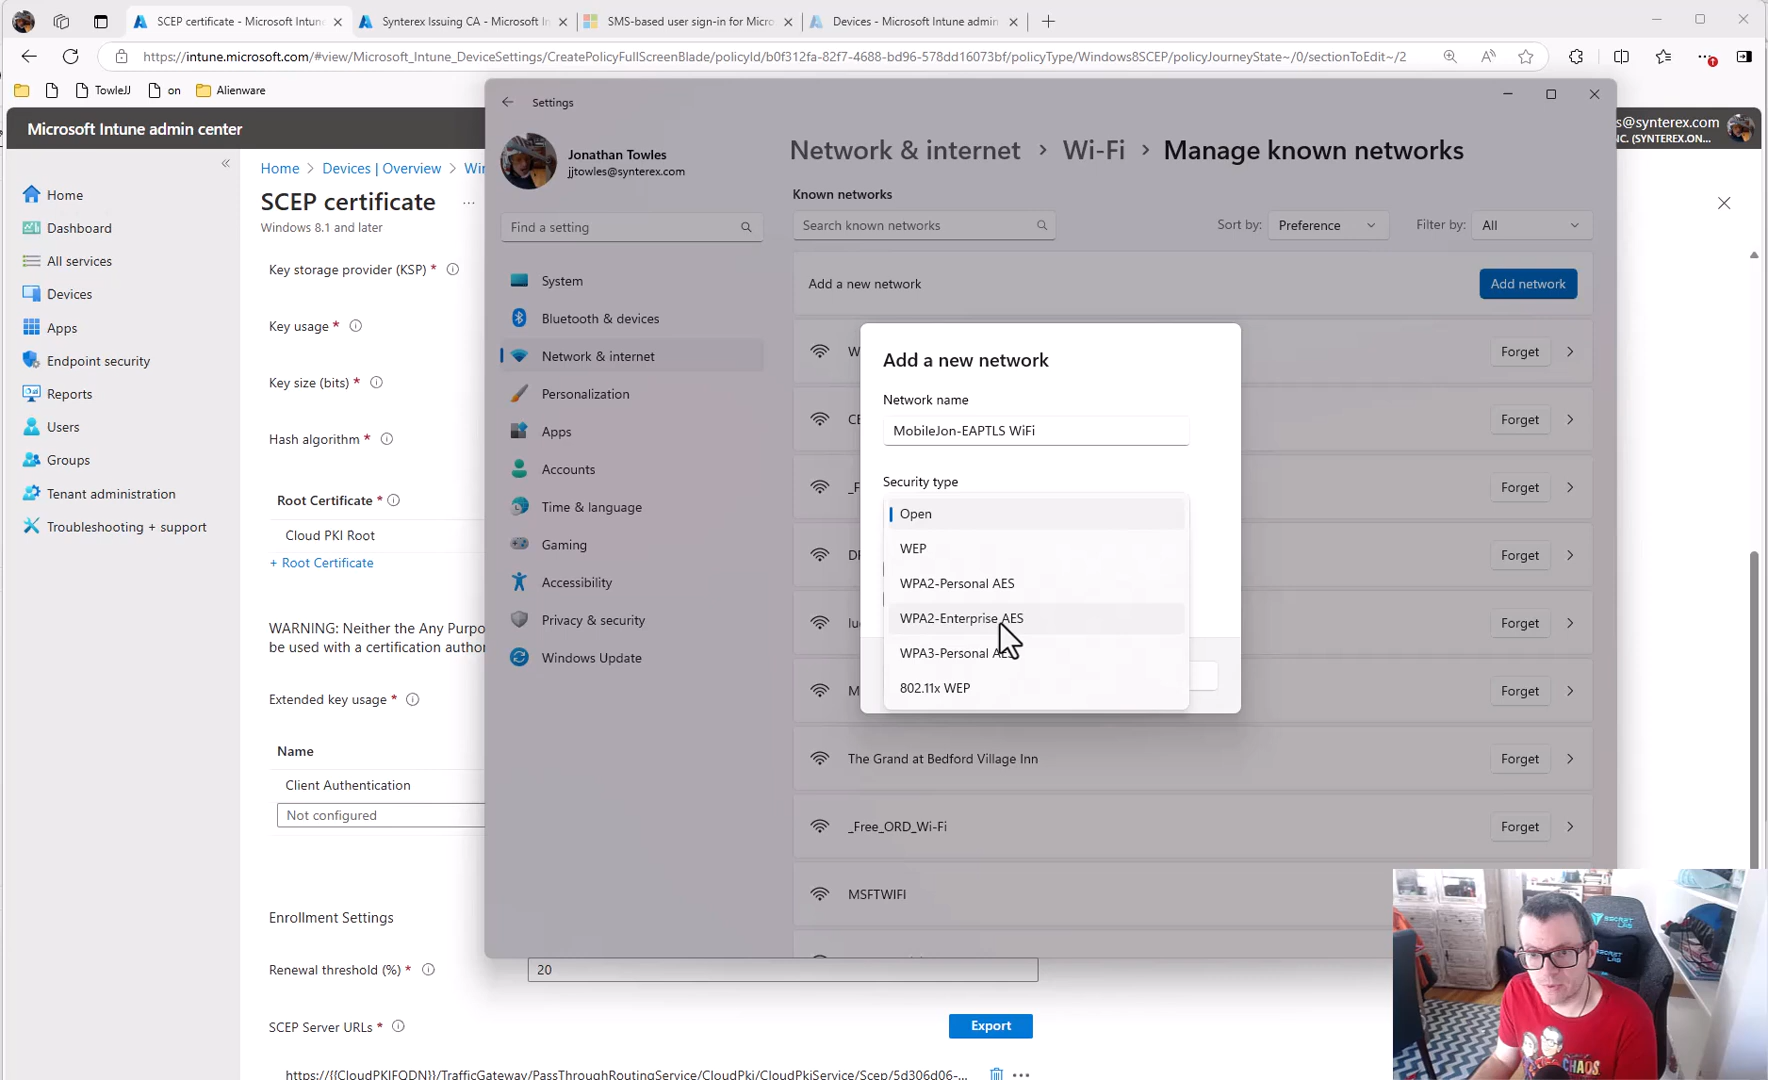 SCEP certificate - Microsoft Intune
Synterex Issuing CA - Microsoft In
SMS-based user sign-in for Micro
Devices - Microsoft Intune admin
https://intune.microsoft.com/#view/Microsoft_Intune_DeviceSettings/CreatePolicyFullScreenBlade/policyId/b0f312fa-82f7-4688-bd96-578dd16073bf/policyType/Windows8SCEP/policyJourneyState~/0/sectionToEdit~/2
TowleJJ
on
Alienware
Microsoft Intune admin center
s@synterex.com
INC. (SYNTEREX.ON...
Home
Dashboard
All services
Devices
Apps
Endpoint security
Reports
Users
Groups
Tenant administration
Troubleshooting + support
Home > Devices | Overview > Win
SCEP certificate
...
Windows 8.1 and later
Key storage provider (KSP) *
Key usage *
Key size (bits) *
Hash algorithm *
Root Certificate *
Cloud PKI Root
+ Root Certificate
WARNING: Neither the Any Purpo
be used with a certification author
Extended key usage *
Name
Client Authentication
Not configured
Enrollment Settings
Renewal threshold (%) *
20
SCEP Server URLs *
Export
https://{{CloudPKIFQDN}}/TrafficGateway/PassThroughRoutingService/CloudPki/CloudPkiService/Scep/5d306d06-...
Settings
Jonathan Towles
jjtowles@synterex.com
Find a setting
System
Bluetooth & devices
Network & internet
Personalization
Apps
Accounts
Time & language
Gaming
Accessibility
Privacy & security
Windows Update
Network & internet > Wi-Fi > Manage known networks
Known networks
Search known networks
Sort by:
Preference
Filter by:
All
Add a new network
Add network
W
Forget
Forget
_F
Forget
Forget
Forget
M
Forget
The Grand at Bedford Village Inn
Forget
_Free_ORD_Wi-Fi
Forget
MSFTWIFI
Add a new network
Network name
MobileJon-EAPTLS WiFi
Security type
Open
WEP
WPA2-Personal AES
WPA2-Enterprise AES
WPA3-Personal AES
802.11x WEP
SECRET
LAB
CHAOS